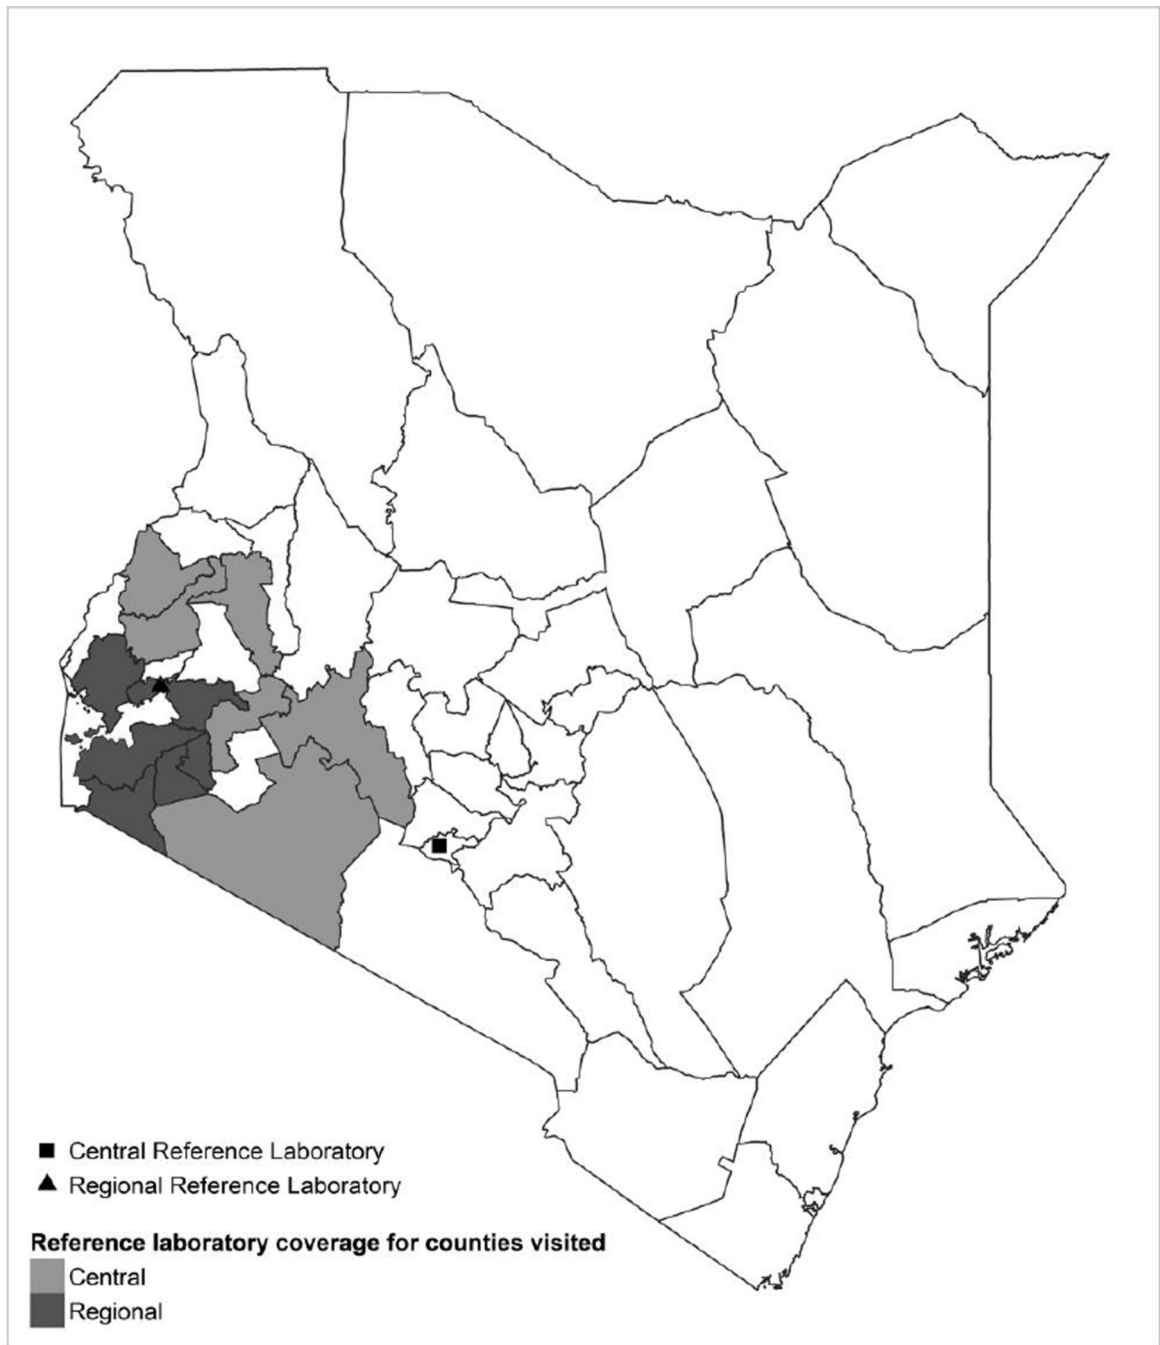 Central Reference Laboratory
Regional Reference Laboratory
Reference laboratory coverage for counties visited
Central
Regional